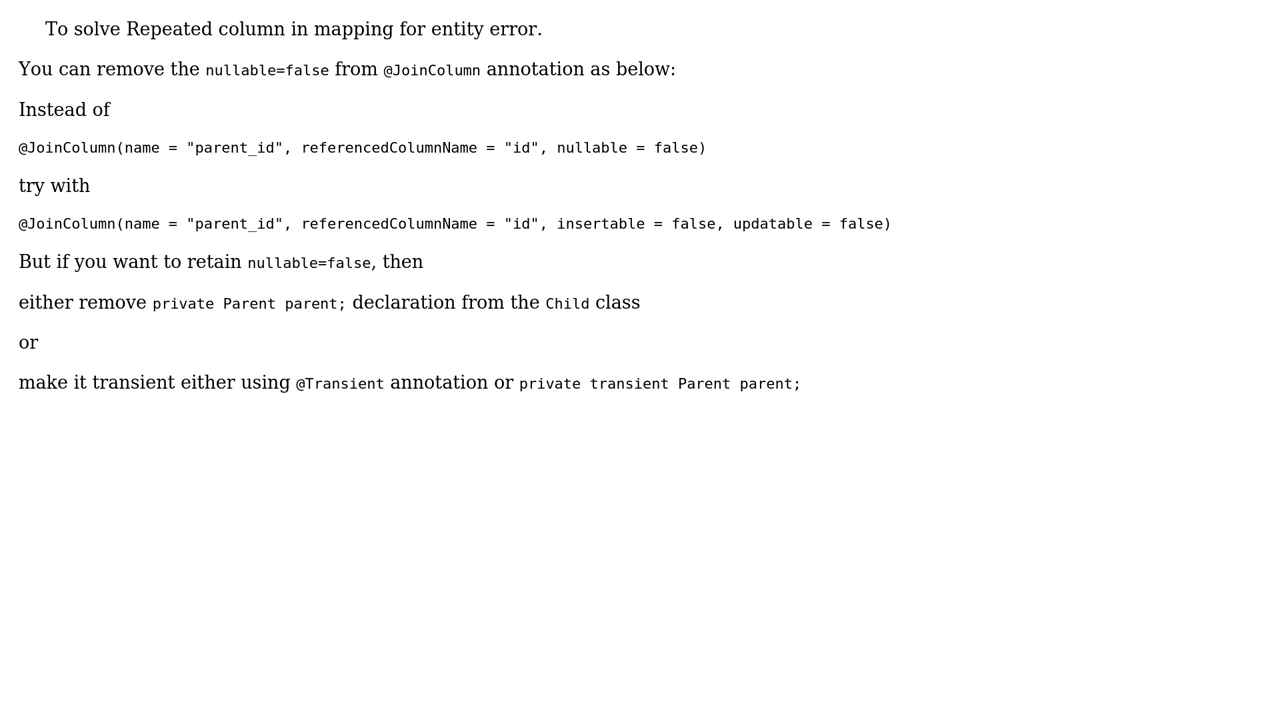 To solve Repeated column in mapping for entity error.
You can remove the nullable=false from @JoinColumn annotation as below:
Instead of
@JoinColumn(name = "parent_id", referencedColumnName = "id", nullable = false)
try with
@JoinColumn(name = "parent_id", referencedColumnName = "id", insertable = false, updatable = false)
But if you want to retain nullable=false, then
either remove private Parent parent; declaration from the Child class
or
make it transient either using @Transient annotation or private transient Parent parent;